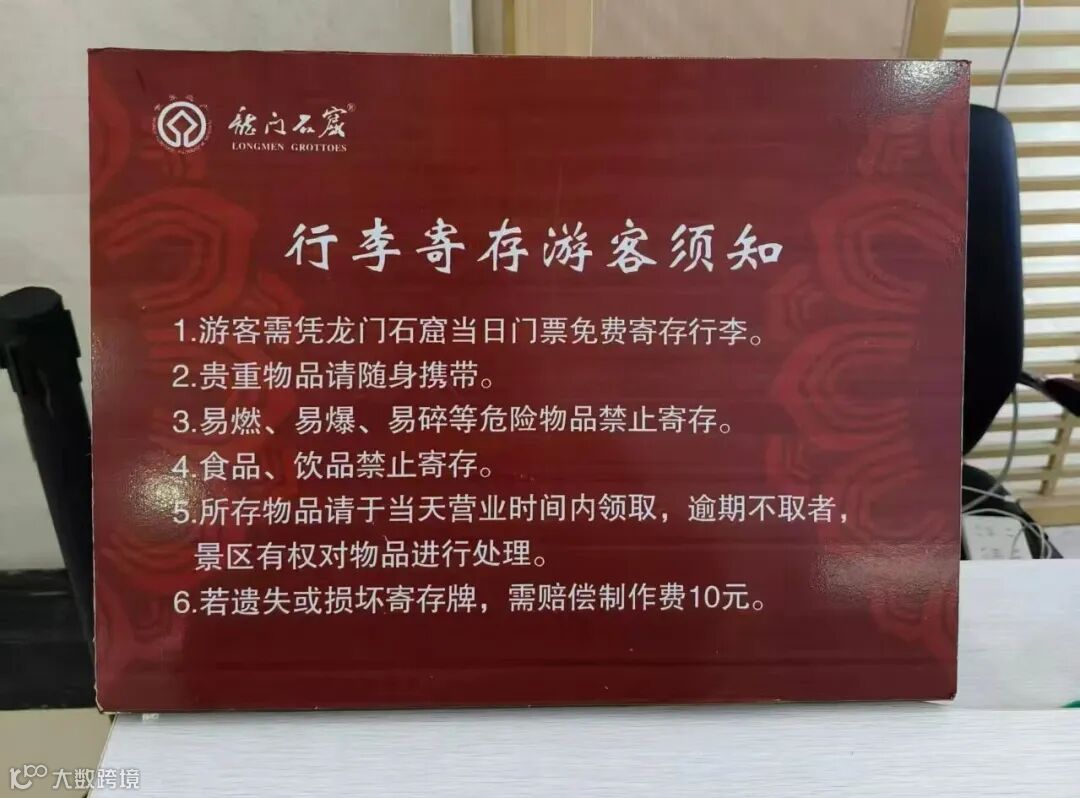 龙门石窟®
LONGMEN GROTTOES
行李寄存游客须知
1.游客需凭龙门石窟当日门票免费寄存行李。
2.贵重物品请随身携带。
3.易燃、易爆、易碎等危险物品禁止寄存。
4.食品、饮品禁止寄存。
5.所存物品请于当天营业时间内领取，逾期不取者，
景区有权对物品进行处理。
6.若遗失或损坏寄存牌，需赔偿制作费10元。
大数跨境